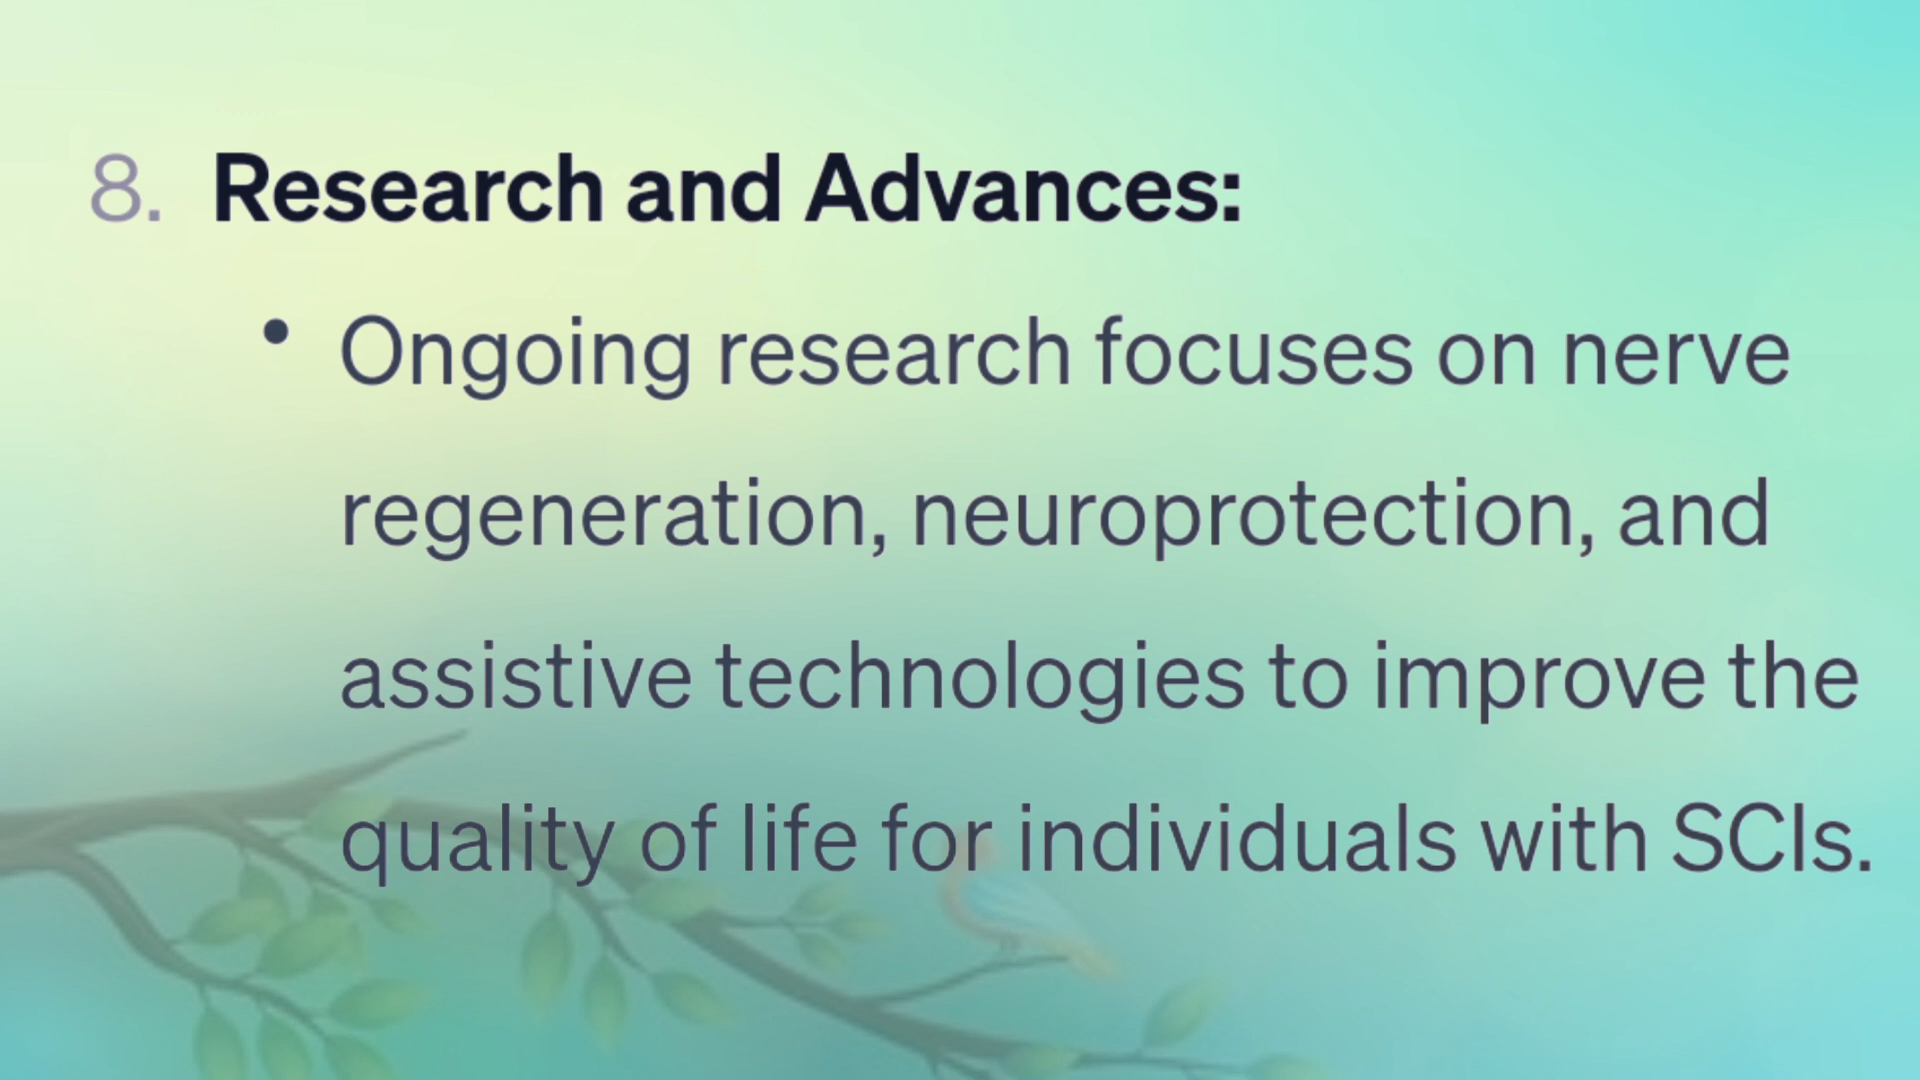 8. Research and Advances:
• Ongoing research focuses on nerve
regeneration, neuroprotection, and
assistive technologies to improve the
quality of life for individuals with SCIs.